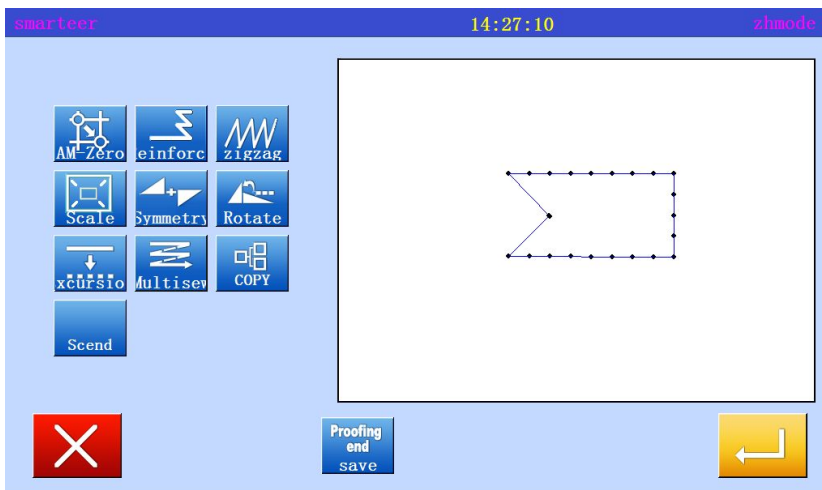 smarteer 14:27:10 zhmode
AM-Zero einforc zigzag
Scale Symmetry Rotate
xcursio Multisew COPY
Scend
Proofing
end
save